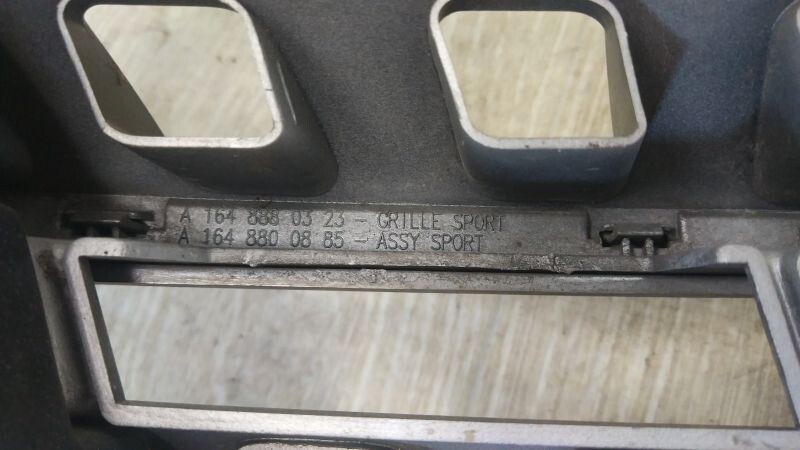 A 164 888 03 23 - GRILLE SPORT
A 164 880 08 85 - ASSY SPORT